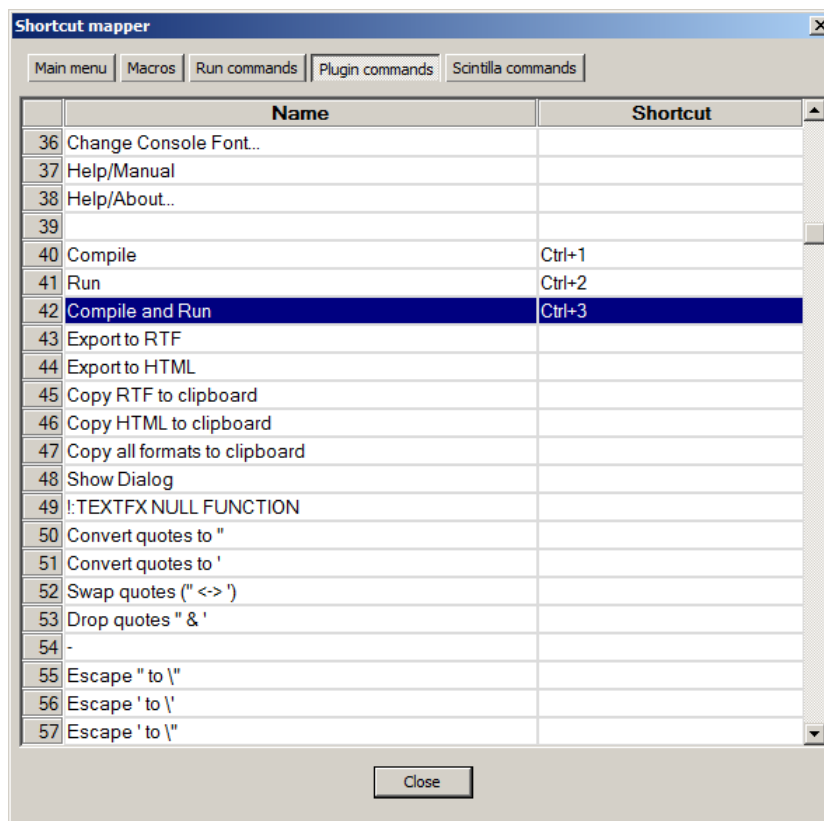 Shortcut mapper
Main menu Macros Run commands Plugin commands Scintilla commands
Name Shortcut
36 Change Console Font...
37 Help/Manual
38 Help/About...
39
40 Compile Ctrl+1
41 Run Ctrl+2
42 Compile and Run Ctrl+3
43 Export to RTF
44 Export to HTML
45 Copy RTF to clipboard
46 Copy HTML to clipboard
47 Copy all formats to clipboard
48 Show Dialog
49 !:TEXTFX NULL FUNCTION
50 Convert quotes to "
51 Convert quotes to '
52 Swap quotes (" <-> ')
53 Drop quotes " & '
54 -
55 Escape " to \"
56 Escape ' to \'
57 Escape ' to \"
Close